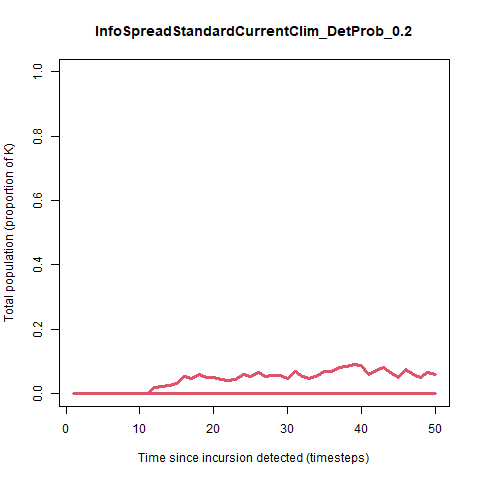 InfoSpreadStandardCurrentClim_DetProb_0.2
Total population (proportion of K)
1.0
0.8
0.6
0.4
0.2
0.0
0 10 20 30 40 50
Time since incursion detected (timesteps)